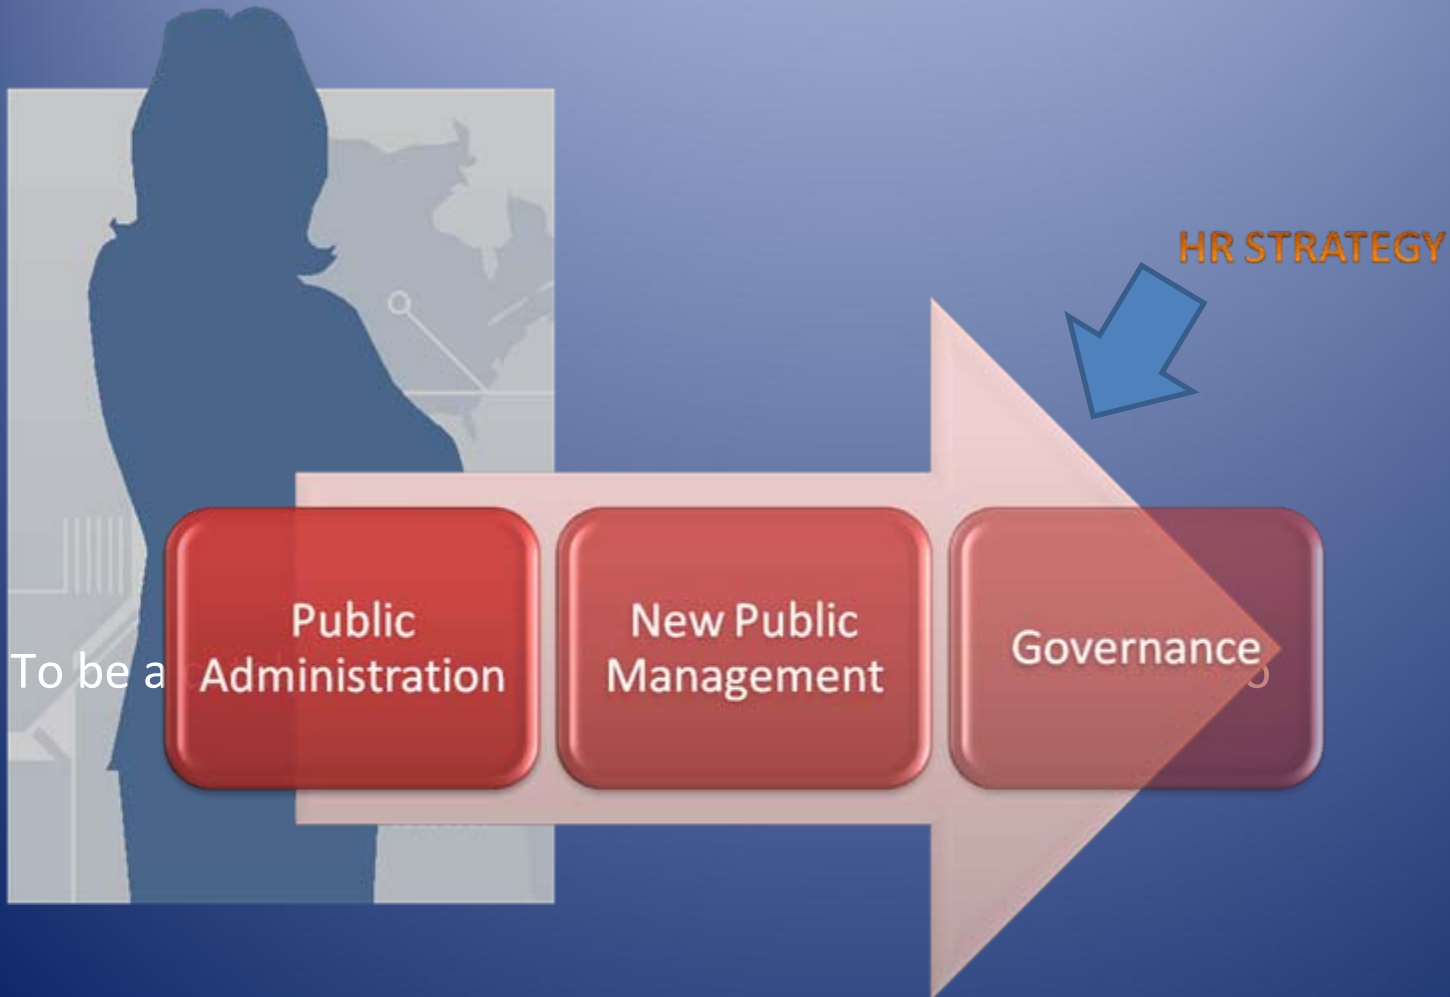 HR STRATEGY
Public
Administration
New Public
Management
Governance
To be a